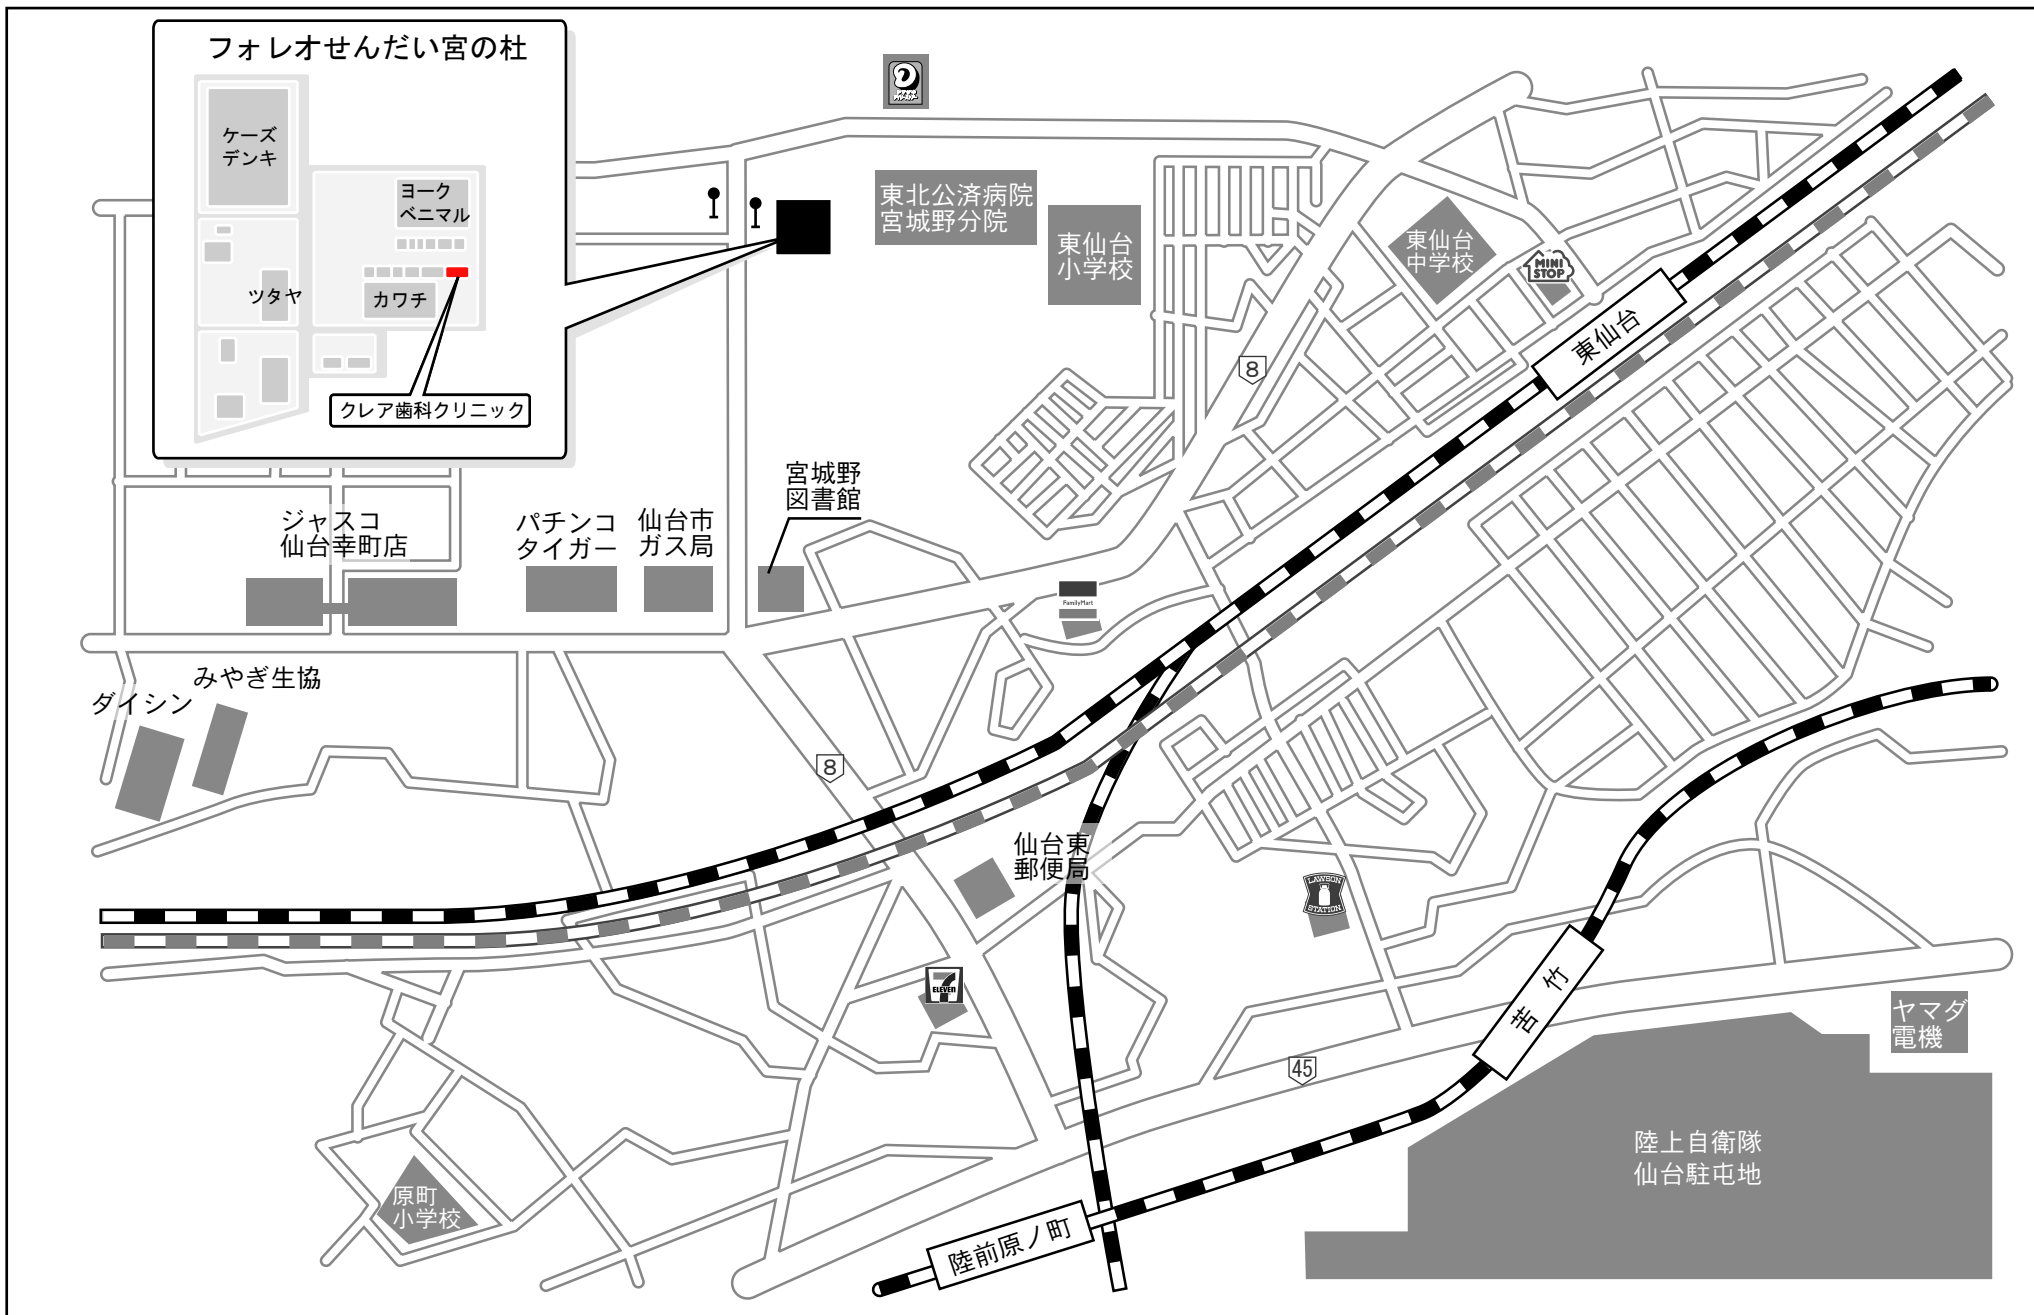 フォレオせんだい宮の杜
ケーズ
デンキ
ヨーク
ベニマル
ツタヤ
カワチ
クレア歯科クリニック
東北公済病院
宮城野分院
東仙台
小学校
東仙台
中学校
MINI
STOP
東仙台
8
宮城野
図書館
ジャスコ
仙台幸町店
パチンコ
タイガー
仙台市
ガス局
FamilyMart
みやぎ生協
ダイシン
8
仙台東
郵便局
LAWSON
STATION
7
ELEVEN
苦竹
ヤマダ
電機
45
陸上自衛隊
仙台駐屯地
原町
小学校
陸前原ノ町